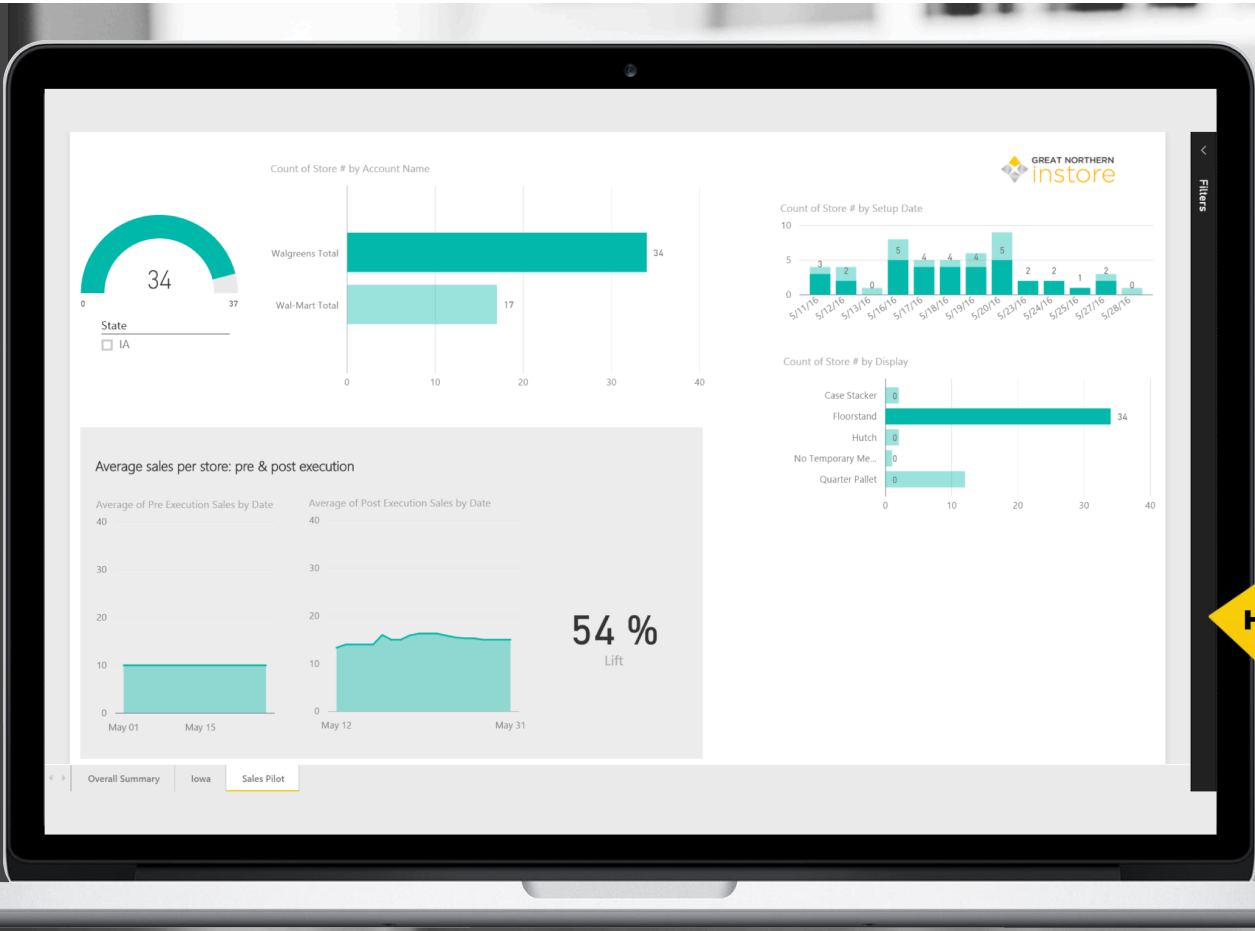 Count of Store # by Account Name
Walgreens Total
34
Wal-Mart Total
17
0
10
20
30
40
34
0
37
State
IA
GREAT NORTHERN
instore
<
Filters
Count of Store # by Setup Date
10
5
0
3
2
0
5
4
4
4
5
2
2
1
2
0
5/11/16
5/12/16
5/13/16
5/16/16
5/17/16
5/18/16
5/19/16
5/20/16
5/23/16
5/24/16
5/25/16
5/27/16
5/28/16
Count of Store # by Display
Case Stacker
0
Floorstand
34
Hutch
0
No Temporary Me...
0
Quarter Pallet
0
0
10
20
30
40
Average sales per store: pre & post execution
Average of Pre Execution Sales by Date
40
30
20
10
0
May 01
May 15
Average of Post Execution Sales by Date
40
30
20
10
0
May 12
May 31
54 %
Lift
H
Overall Summary
Iowa
Sales Pilot